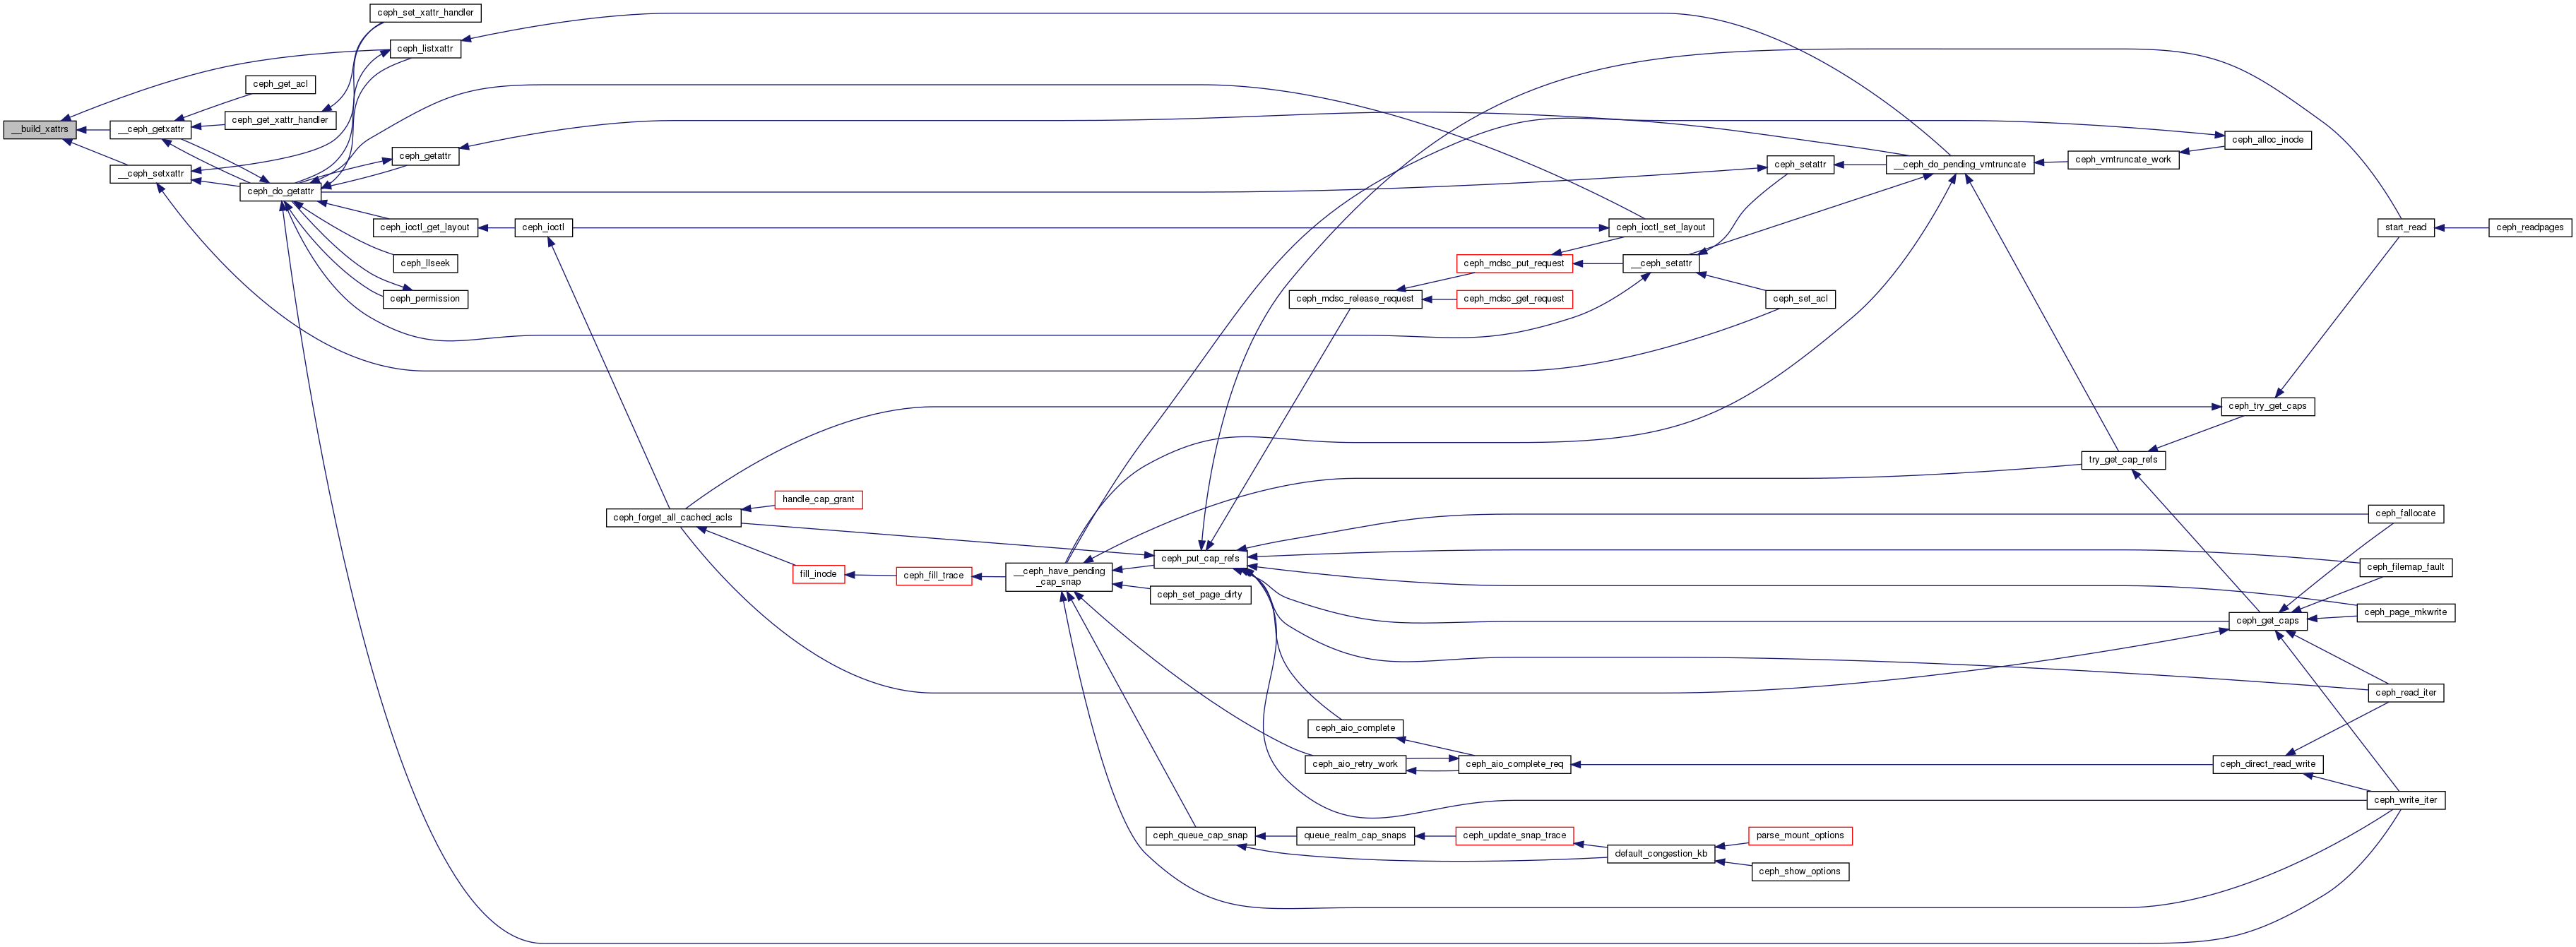 ceph_set_xattr_handler
ceph_listxattr
ceph_get_acl
ceph_get_xattr_handler
__build_xattrs
__ceph_getxattr
ceph_getattr
__ceph_setxattr
ceph_do_getattr
ceph_ioctl_get_layout
ceph_ioctl
ceph_llseek
ceph_permission
ceph_alloc_inode
ceph_setattr
__ceph_do_pending_vmtruncate
ceph_vmtruncate_work
ceph_ioctl_set_layout
start_read
ceph_readpages
ceph_mdsc_put_request
__ceph_setattr
ceph_mdsc_release_request
ceph_mdsc_get_request
ceph_set_acl
ceph_try_get_caps
try_get_cap_refs
handle_cap_grant
ceph_forget_all_cached_acls
ceph_fallocate
ceph_put_cap_refs
ceph_filemap_fault
fill_inode
ceph_fill_trace
__ceph_have_pending
_cap_snap
ceph_set_page_dirty
ceph_page_mkwrite
ceph_get_caps
ceph_read_iter
ceph_aio_complete
ceph_aio_retry_work
ceph_aio_complete_req
ceph_direct_read_write
ceph_write_iter
ceph_queue_cap_snap
queue_realm_cap_snaps
ceph_update_snap_trace
parse_mount_options
default_congestion_kb
ceph_show_options